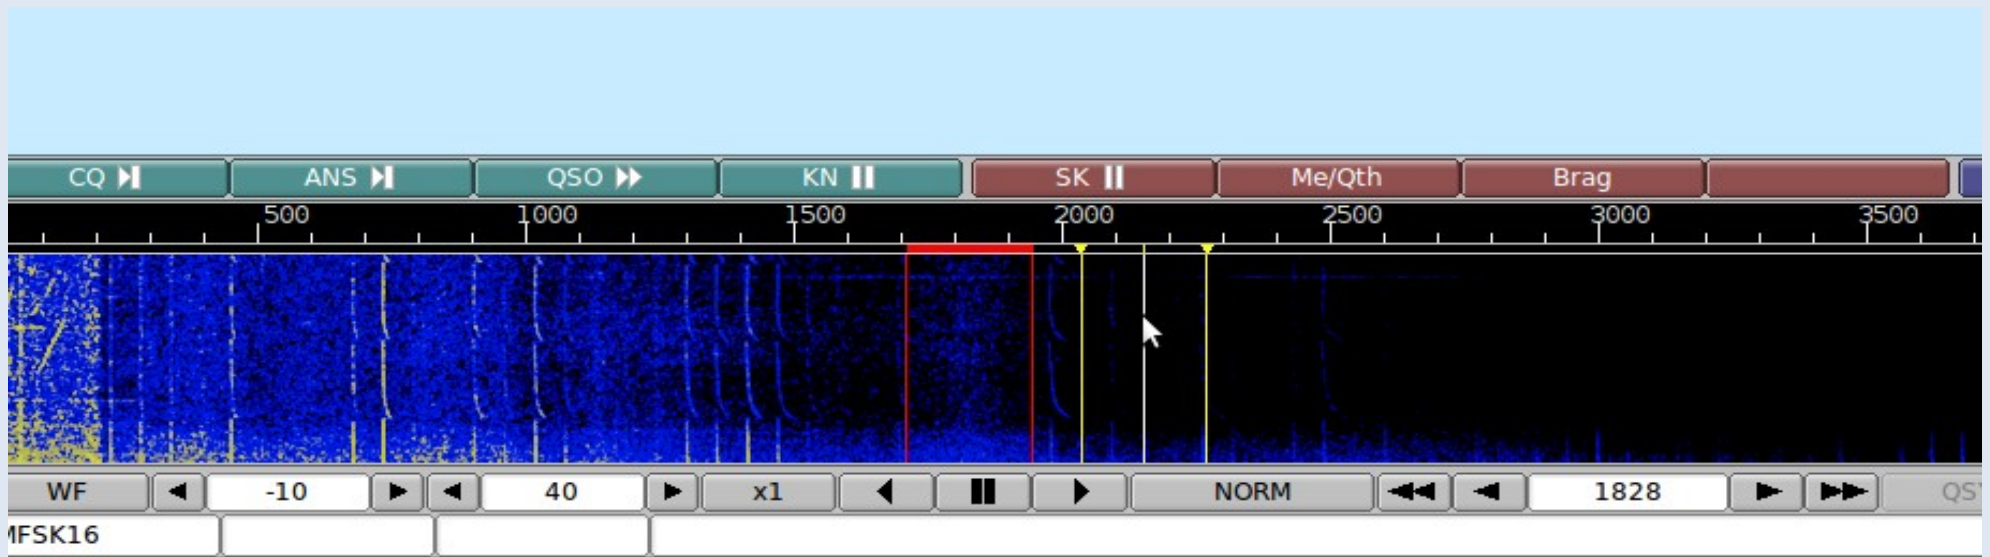 CQ ANS QSO KN SK Me/Qth Brag
500 1000 1500 2000 2500 3000 3500
WF -10 40 x1 NORM 1828 QSY
MFSK16